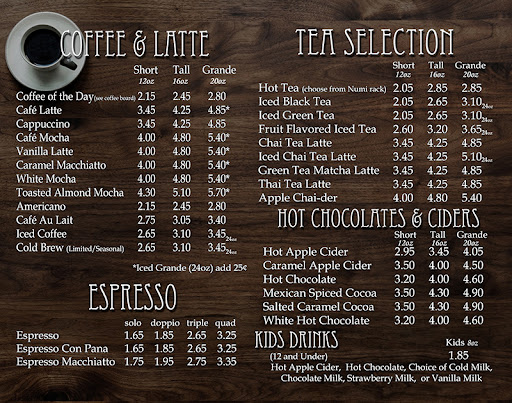 COFFEE & LATTE
Short Tall Grande
12oz 16oz 20oz
Coffee of the Day (see coffee board) 2.15 2.45 2.80
Café Latte 3.45 4.25 4.85*
Cappuccino 3.45 4.25 4.85
Café Mocha 4.00 4.80 5.40*
Vanilla Latte 4.00 4.80 5.40*
Caramel Macchiatto 4.00 4.80 5.40*
White Mocha 4.00 4.80 5.40*
Toasted Almond Mocha 4.30 5.10 5.70*
Americano 2.15 2.45 2.80
Café Au Lait 2.75 3.05 3.40
Iced Coffee 2.65 3.10 3.45 24oz
Cold Brew (Limited/Seasonal) 2.65 3.10 3.45 24oz
*Iced Grande (24oz) add 25¢
ESPRESSO
solo doppio triple quad
Espresso 1.65 1.85 2.65 3.25
Espresso Con Pana 1.65 1.85 2.65 3.25
Espresso Macchiatto 1.75 1.95 2.75 3.35
TEA SELECTION
Short Tall Grande
12oz 16oz 20oz
Hot Tea (choose from Numi rack) 2.05 2.85 2.85
Iced Black Tea 2.05 2.65 3.10 24oz
Iced Green Tea 2.05 2.65 3.10 24oz
Fruit Flavored Iced Tea 2.60 3.20 3.65 24oz
Chai Tea Latte 3.45 4.25 4.85
Iced Chai Tea Latte 3.45 4.25 5.10 24oz
Green Tea Matcha Latte 3.45 4.25 4.85
Thai Tea Latte 3.45 4.25 4.85
Apple Chai-der 4.00 4.80 5.40
HOT CHOCOLATES & CIDERS
Short Tall Grande
12oz 16oz 20oz
Hot Apple Cider 2.95 3.45 4.05
Caramel Apple Cider 3.50 4.00 4.60
Hot Chocolate 3.20 4.00 4.60
Mexican Spiced Cocoa 3.50 4.30 4.90
Salted Caramel Cocoa 3.50 4.30 4.90
White Hot Chocolate 3.20 4.00 4.60
KIDS DRINKS Kids 8oz
(12 and Under) 1.85
Hot Apple Cider, Hot Chocolate, Choice of Cold Milk,
Chocolate Milk, Strawberry Milk, or Vanilla Milk